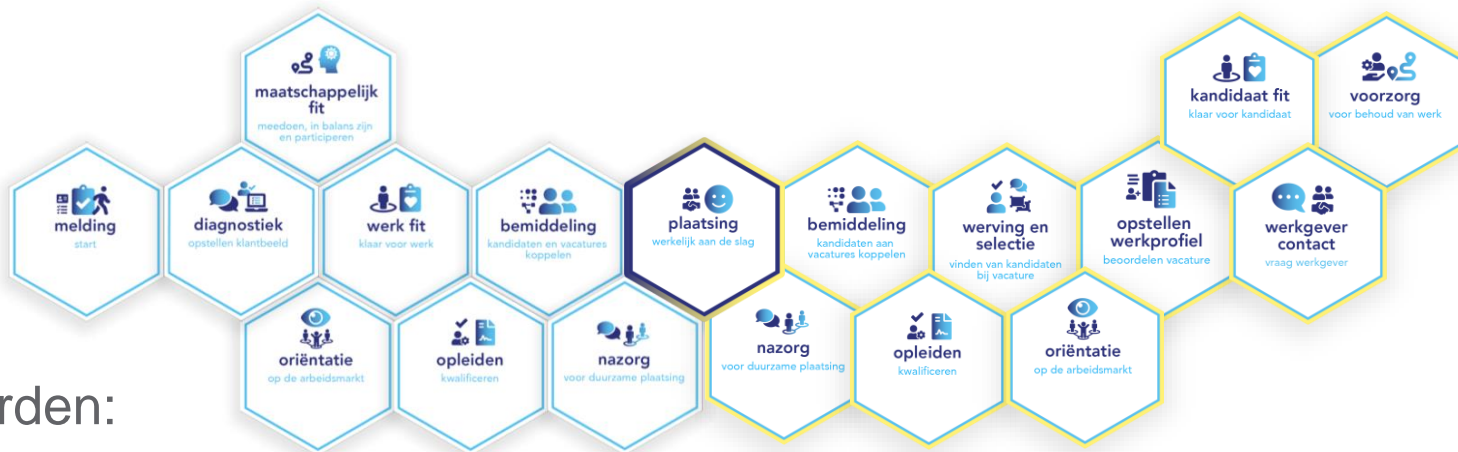 maatschappelijk
fit
meedoen, in balans zijn
en participeren
kandidaat fit
klaar voor kandidaat
voorzorg
voor behoud van werk
melding
start
diagnostiek
opstellen klantbeeld
werk fit
klaar voor werk
bemiddeling
kandidaten en vacatures
koppelen
plaatsing
werkelijk aan de slag
bemiddeling
kandidaten aan
vacatures koppelen
werving en
selectie
vinden van kandidaten
bij vacature
opstellen
werkprofiel
beoordelen vacature
werkgever
contact
vraag werkgever
oriëntatie
op de arbeidsmarkt
opleiden
kwalificeren
nazorg
voor duurzame plaatsing
nazorg
voor duurzame plaatsing
opleiden
kwalificeren
oriëntatie
op de arbeidsmarkt
rden: